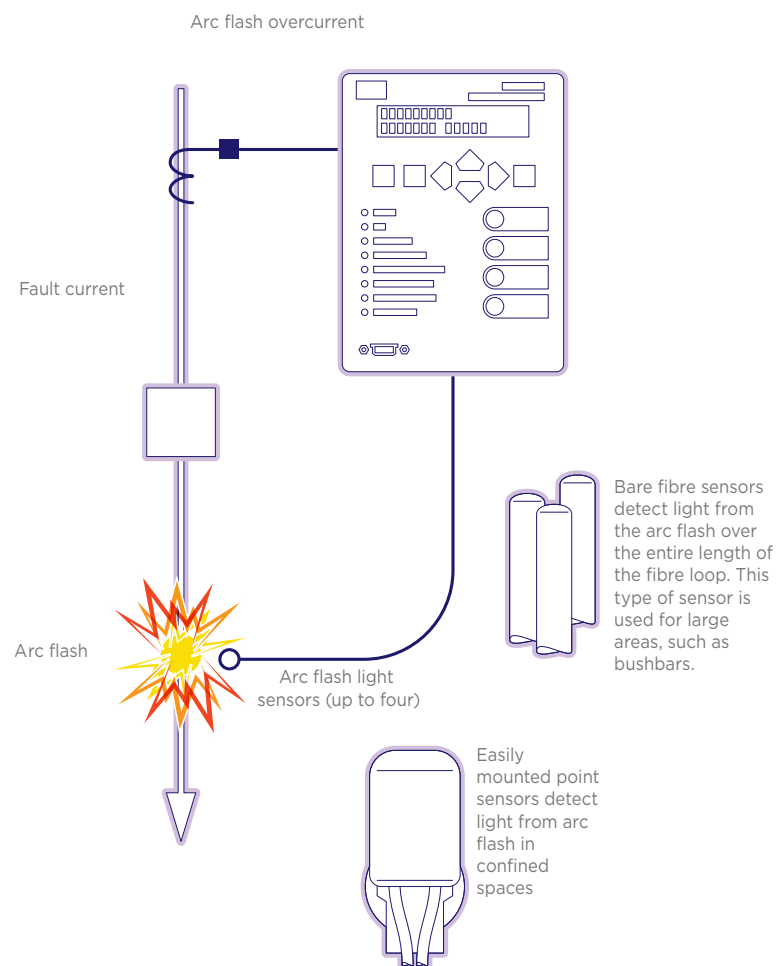 Arc flash overcurrent
Fault current
Bare fibre sensors
detect light from
the arc flash over
the entire length of
the fibre loop. This
type of sensor is
used for large
areas, such as
bushbars.
Arc flash
Arc flash light
sensors (up to four)
Easily
mounted point
sensors detect
light from arc
flash in
confined
spaces